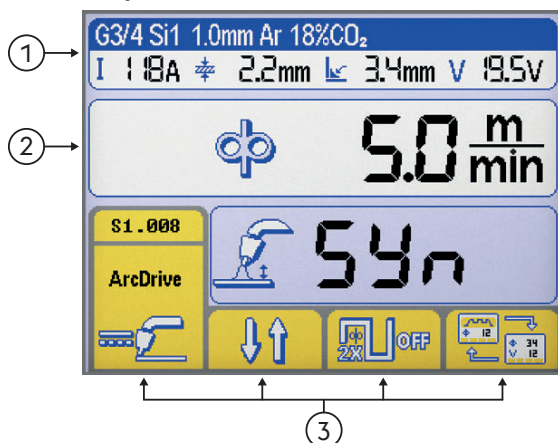 G3/4 Si1 1.0mm Ar 18%CO₂
I 118A 2.2mm 3.4mm V 19.5V
1
2
5.0 m/min
S1.008
Syn
ArcDrive
2X OFF
12
34
V 12
3